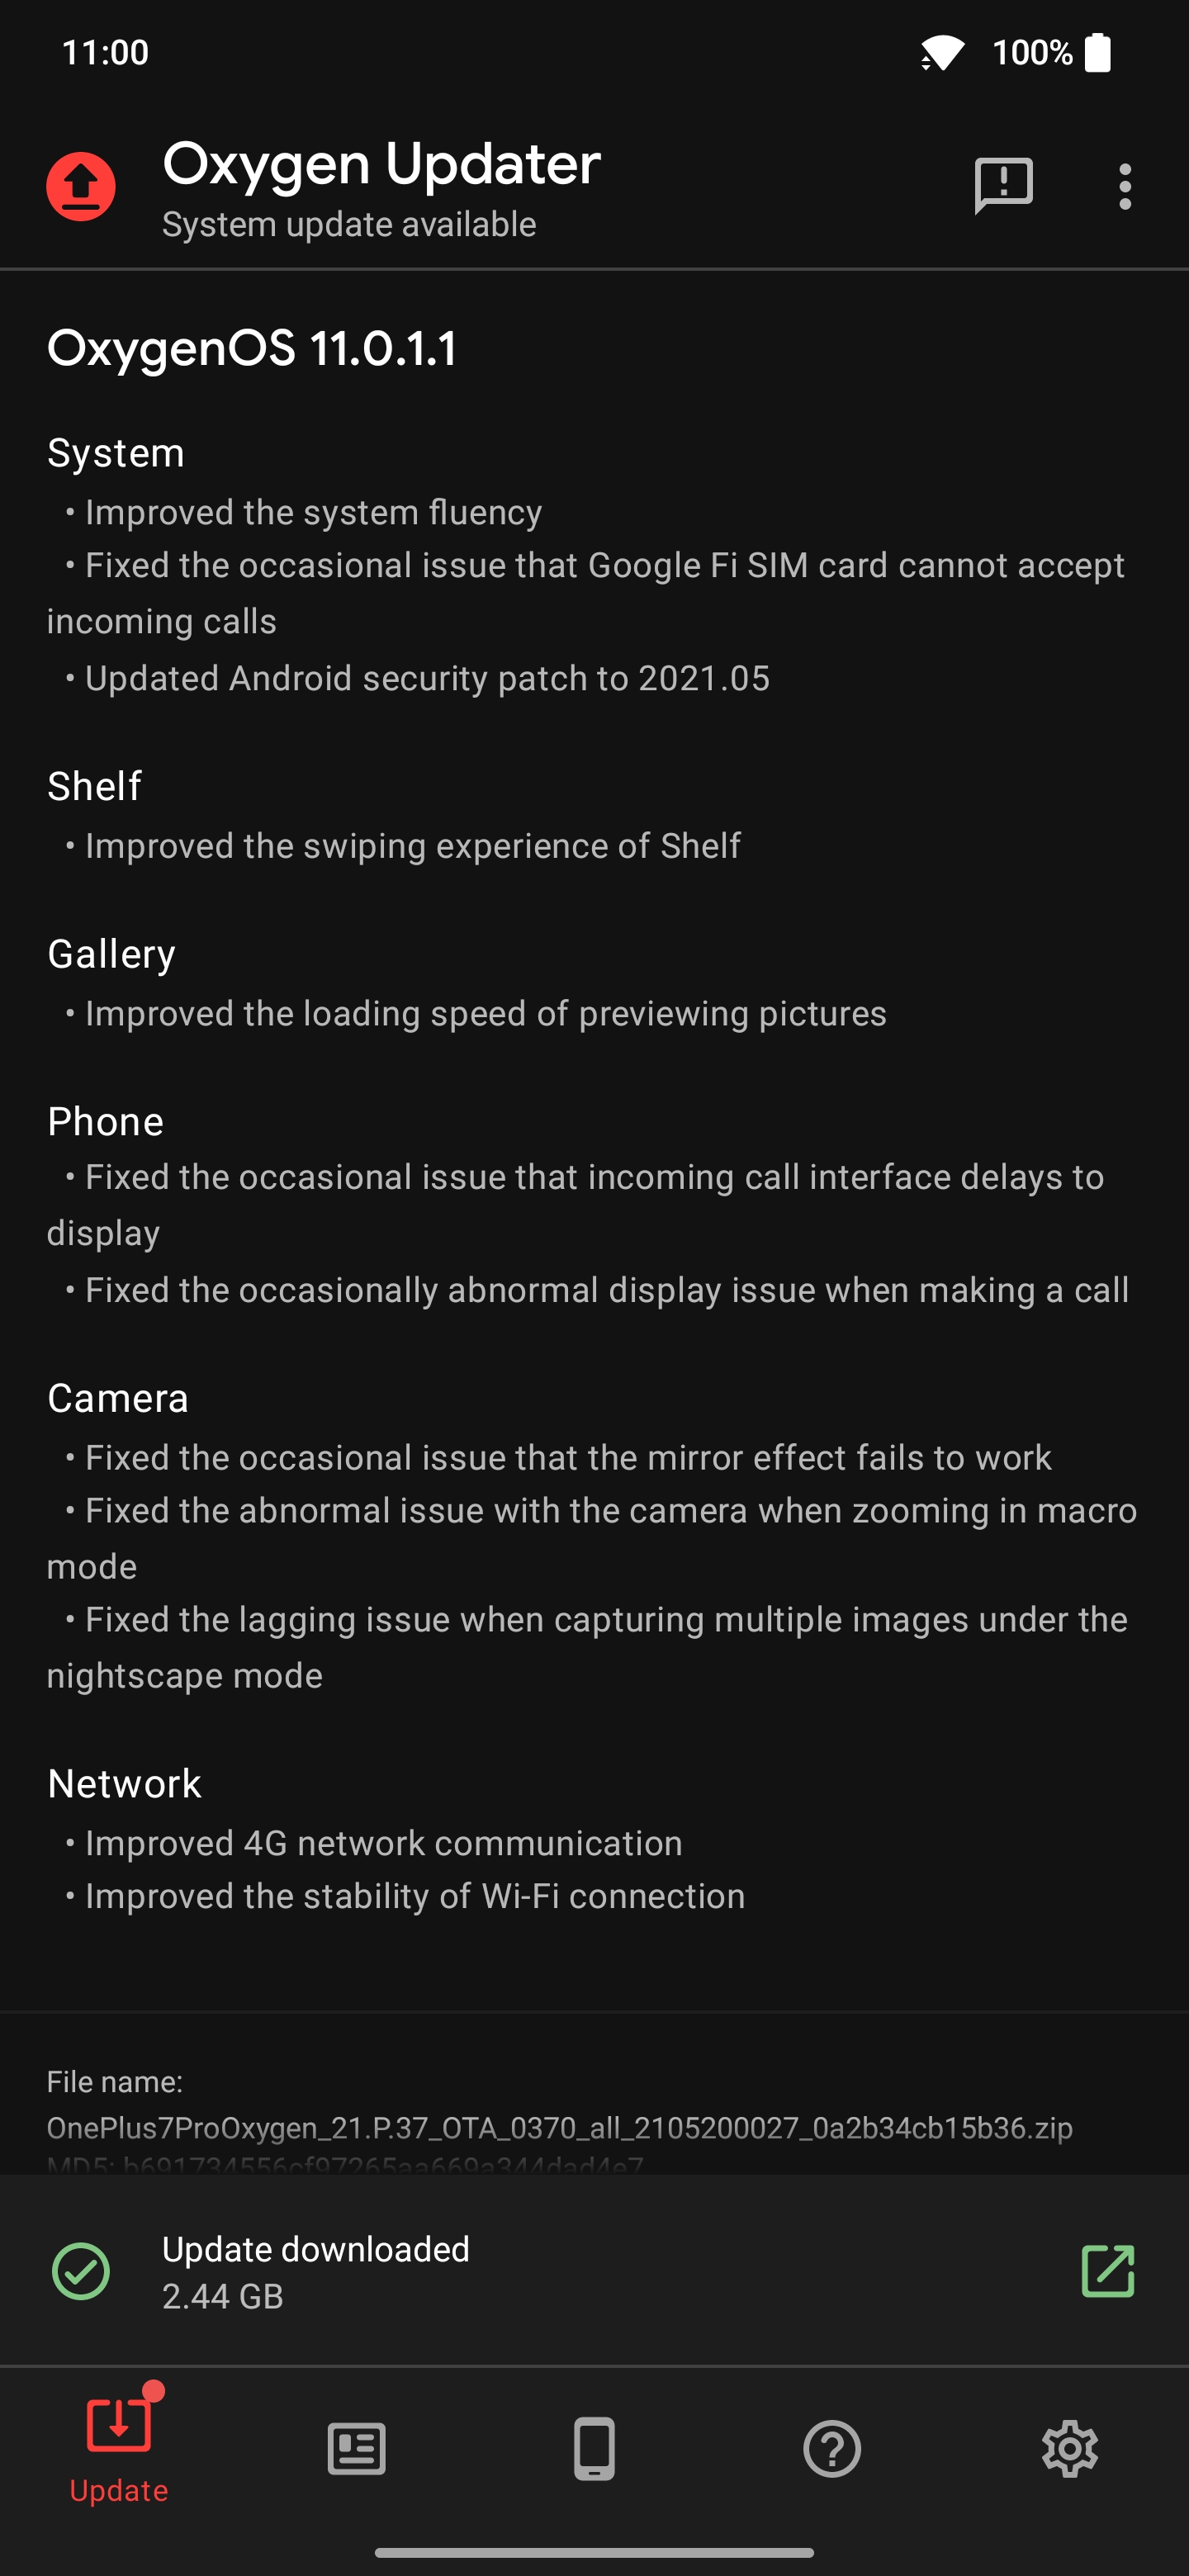 11:00
100%
Oxygen Updater
System update available
OxygenOS 11.0.1.1
System
• Improved the system fluency
• Fixed the occasional issue that Google Fi SIM card cannot accept
incoming calls
• Updated Android security patch to 2021.05
Shelf
• Improved the swiping experience of Shelf
Gallery
• Improved the loading speed of previewing pictures
Phone
• Fixed the occasional issue that incoming call interface delays to
display
• Fixed the occasionally abnormal display issue when making a call
Camera
• Fixed the occasional issue that the mirror effect fails to work
• Fixed the abnormal issue with the camera when zooming in macro
mode
• Fixed the lagging issue when capturing multiple images under the
nightscape mode
Network
• Improved 4G network communication
• Improved the stability of Wi-Fi connection
File name:
OnePlus7ProOxygen_21.P.37_OTA_0370_all_2105200027_0a2b34cb15b36.zip
MD5: b691734556cf97265aa669a344dad4e7
Update downloaded
2.44 GB
Update